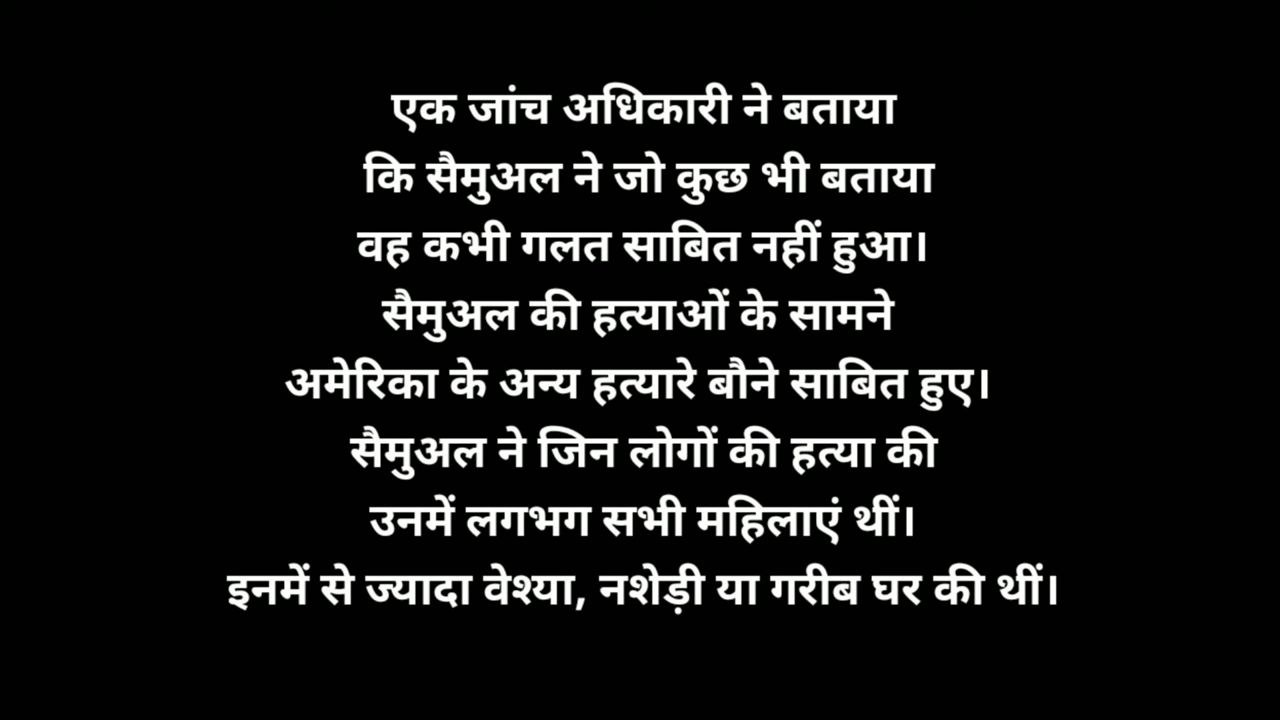 एक जांच अधिकारी ने बताया
कि सैमुअल ने जो कुछ भी बताया
वह कभी गलत साबित नहीं हुआ।
सैमुअल की हत्याओं के सामने
अमेरिका के अन्य हत्यारे बौने साबित हुए।
सैमुअल ने जिन लोगों की हत्या की
उनमें लगभग सभी महिलाएं थीं।
इनमें से ज्यादा वेश्या, नशेड़ी या गरीब घर की थीं।